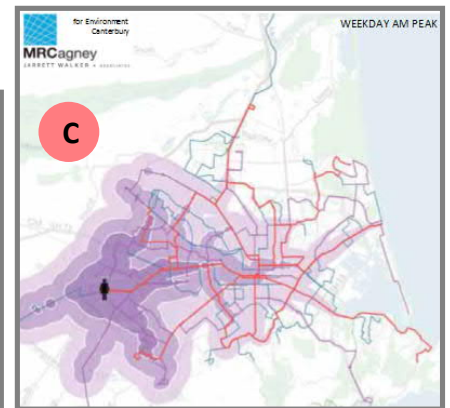 for Environment
Canterbury
WEEKDAY AM PEAK
MRCagney
JARRETT WALKER + ASSOCIATES
C